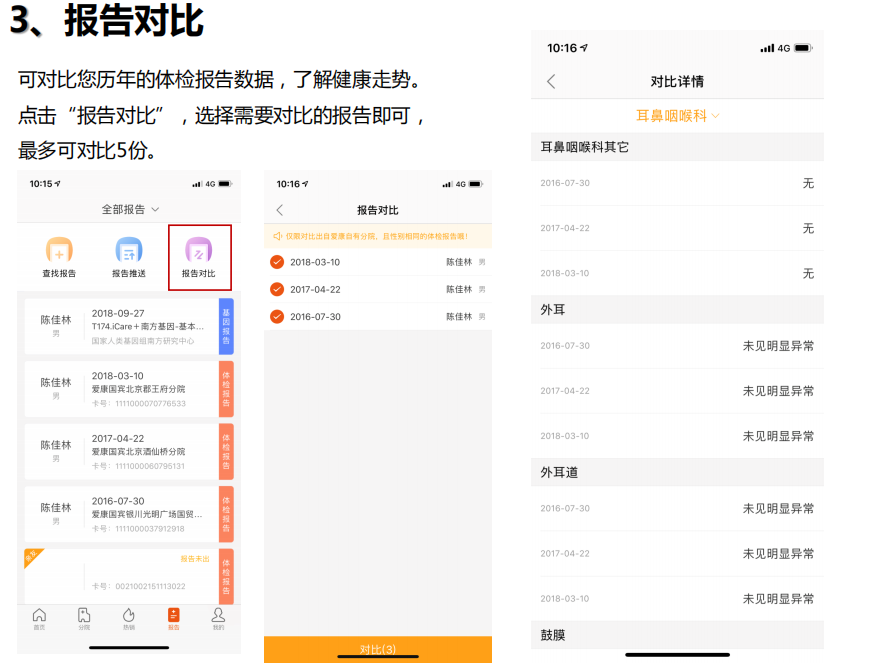 3、报告对比
可对比您历年的体检报告数据，了解健康走势。
点击“报告对比”，选择需要对比的报告即可，
最多可对比5份。
10:15
4G
全部报告
查找报告
报告推送
报告对比
陈佳林
男
2018-09-27
T174.iCare＋南方基因-基本...
国家人类基因组南方研究中心
基因报告
陈佳林
男
2018-03-10
爱康国宾北京郡王府分院
卡号：1111000070776533
体检报告
陈佳林
男
2017-04-22
爱康国宾北京酒仙桥分院
卡号：1111000060795131
体检报告
陈佳林
男
2016-07-30
爱康国宾银川光明广场国贸...
卡号：1111000037912918
体检报告
报告未出
卡号：0021002151113022
体检报告
首页
分院
热销
报告
我的
10:16
4G
报告对比
仅限对比出自爱康自有分院，且性别相同的体检报告哦！
2018-03-10
陈佳林 男
2017-04-22
陈佳林 男
2016-07-30
陈佳林 男
对比(3)
10:16
4G
对比详情
耳鼻咽喉科
耳鼻咽喉科其它
2016-07-30
无
2017-04-22
无
2018-03-10
无
外耳
2016-07-30
未见明显异常
2017-04-22
未见明显异常
2018-03-10
未见明显异常
外耳道
2016-07-30
未见明显异常
2017-04-22
未见明显异常
2018-03-10
未见明显异常
鼓膜